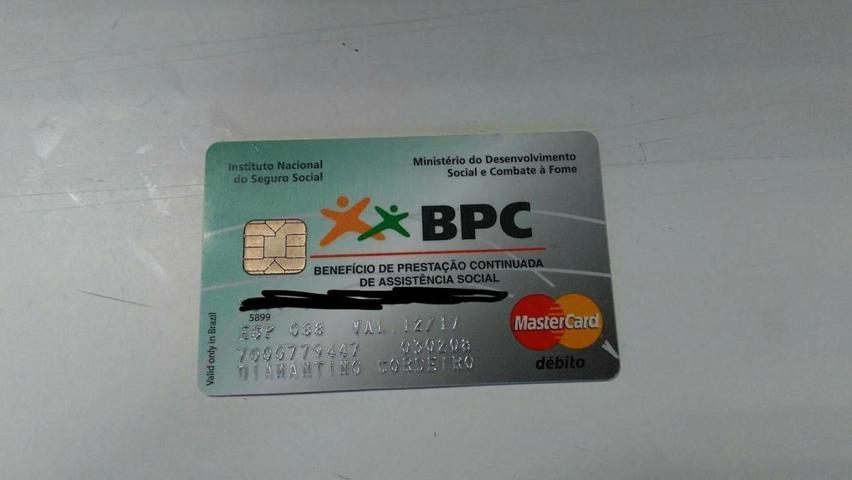 Instituto Nacional
do Seguro Social
Ministério do Desenvolvimento
Social e Combate à Fome
BPC
BENEFÍCIO DE PRESTAÇÃO CONTINUADA
DE ASSISTÊNCIA SOCIAL
5899
ESP 088 VAL.12/17
7000779447 030208
DIAMANTINO CORDEIRO
MasterCard
débito
Valid only in Brazil